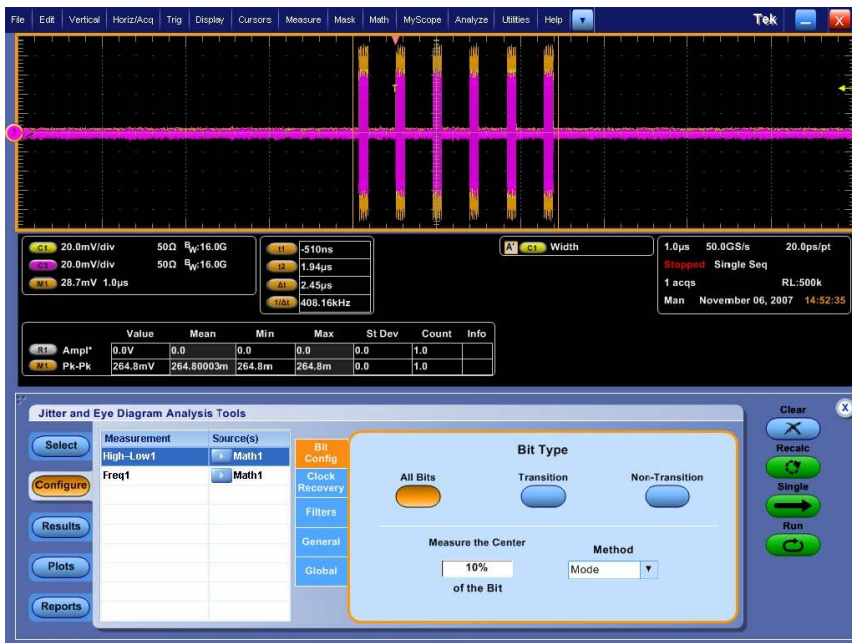 File Edit Vertical Horiz/Acq Trig Display Cursors Measure Mask Math MyScope Analyze Utilities Help Tek X
T
C1 20.0mV/div 50Ω BW:16.0G
C3 20.0mV/div 50Ω BW:16.0G
M1 28.7mV 1.0µs
t1 -510ns
t2 1.94µs
Δt 2.45µs
1/Δt 408.16kHz
A' C1 Width
1.0µs 50.0GS/s 20.0ps/pt
Stopped Single Seq
1 acqs RL:500k
Man November 06, 2007 14:52:35
Value Mean Min Max St Dev Count Info
R1 Ampl* 0.0V 0.0 0.0 0.0 0.0 1.0
M1 Pk-Pk 264.8mV 264.80003m 264.8m 264.8m 0.0 1.0
Jitter and Eye Diagram Analysis Tools
Select
Configure
Results
Plots
Reports
Measurement Source(s)
High–Low1 Math1
Freq1 Math1
Bit
Config
Clock
Recovery
Filters
General
Global
Bit Type
All Bits Transition Non-Transition
Measure the Center
10%
of the Bit
Method
Mode
Clear
X
Recalc
Single
Run